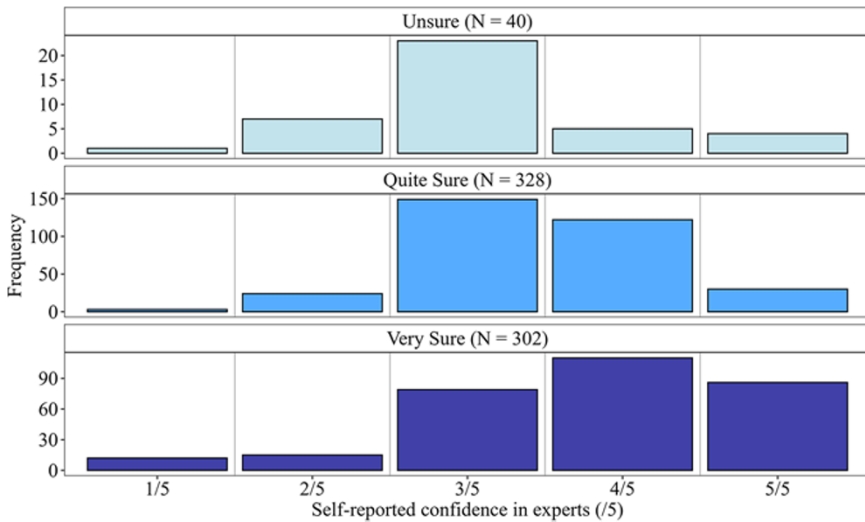 Unsure (N = 40)
20
15
10
5
0
Quite Sure (N = 328)
150
100
50
0
Frequency
Very Sure (N = 302)
90
60
30
0
1/5 2/5 3/5 4/5 5/5
Self-reported confidence in experts (/5)